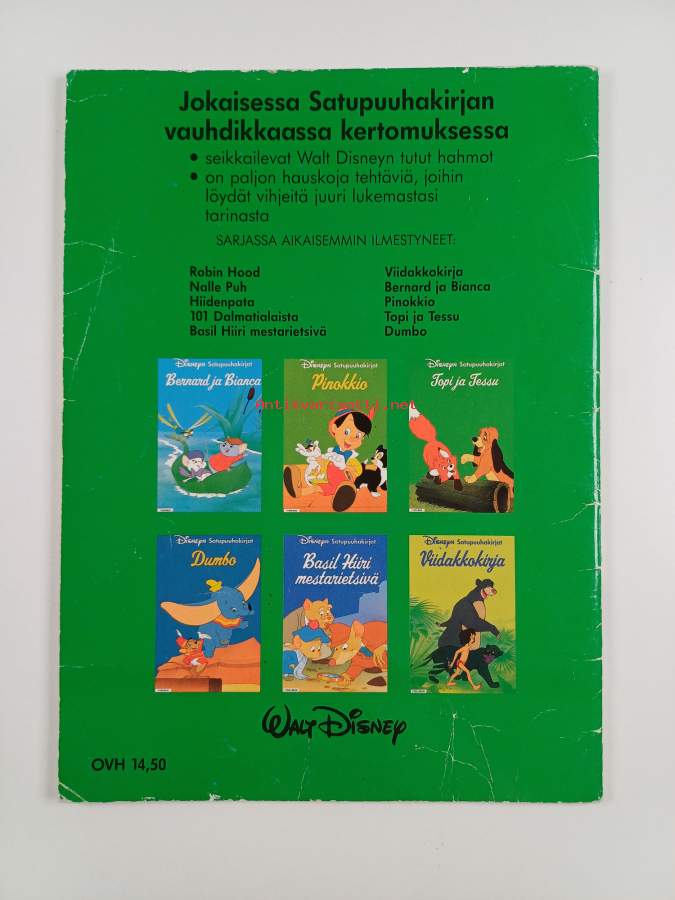 Jokaisessa Satupuuhakirjan
vauhdikkaassa kertomuksessa
• seikkailevat Walt Disneyn tutut hahmot
• on paljon hauskoja tehtäviä, joihin
löydät vihjeitä juuri lukemastasi
tarinasta
SARJASSA AIKAISEMMIN ILMESTYNEET:
Robin Hood
Nalle Puh
Hiidenpata
101 Dalmatialaista
Basil Hiiri mestarietsivä
Viidakkokirja
Bernard ja Bianca
Pinokkio
Topi ja Tessu
Dumbo
Disneyn Satupuuhakirjat
Bernard ja Bianca
Disneyn Satupuuhakirjat
Pinokkio
Disneyn Satupuuhakirjat
Topi ja Tessu
Antikvariaatti.net
Disneyn Satupuuhakirjat
Dumbo
Disneyn Satupuuhakirjat
Basil Hiiri
mestarietsivä
Disneyn Satupuuhakirjat
Viidakkokirja
Walt Disney
OVH 14,50